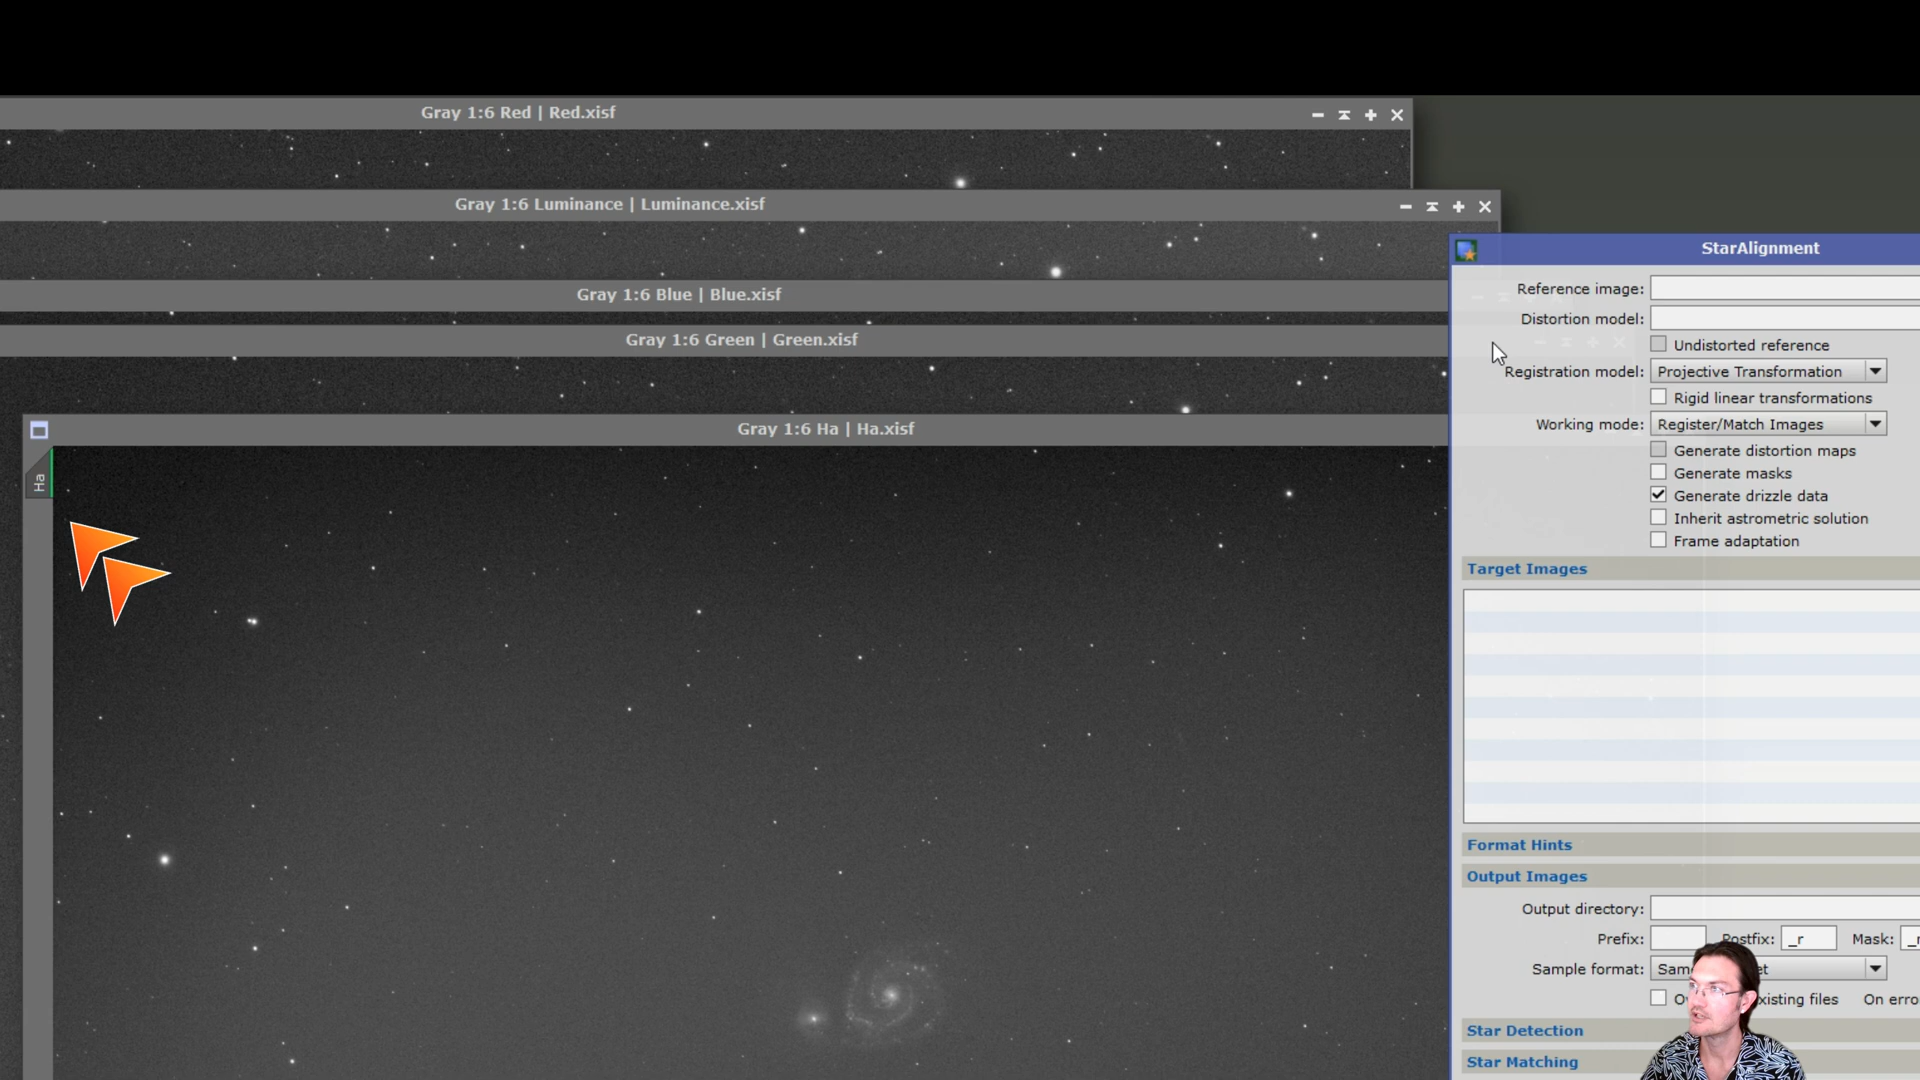 Gray 1:6 Red | Red.xisf
Gray 1:6 Luminance | Luminance.xisf
Gray 1:6 Blue | Blue.xisf
Gray 1:6 Green | Green.xisf
Gray 1:6 Ha | Ha.xisf
Ha
StarAlignment
Reference image:
Distortion model:
Undistorted reference
Registration model: Projective Transformation
Rigid linear transformations
Working mode: Register/Match Images
Generate distortion maps
Generate masks
Generate drizzle data
Inherit astrometric solution
Frame adaptation
Target Images
Format Hints
Output Images
Output directory:
Prefix: Postfix: _r Mask:
Sample format:
On erro
Star Detection
Star Matching